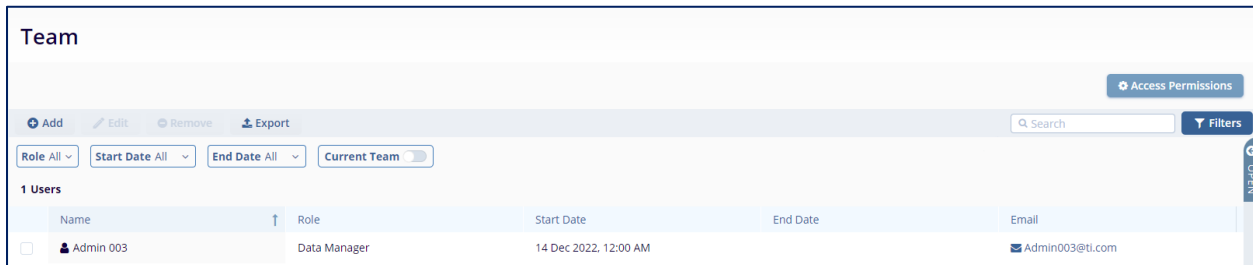 Team
Access Permissions
Add Edit Remove Export Search Filters
Role All Start Date All End Date All Current Team
OPEN
1 Users
Name Role Start Date End Date Email
Admin 003 Data Manager 14 Dec 2022, 12:00 AM Admin003@ti.com